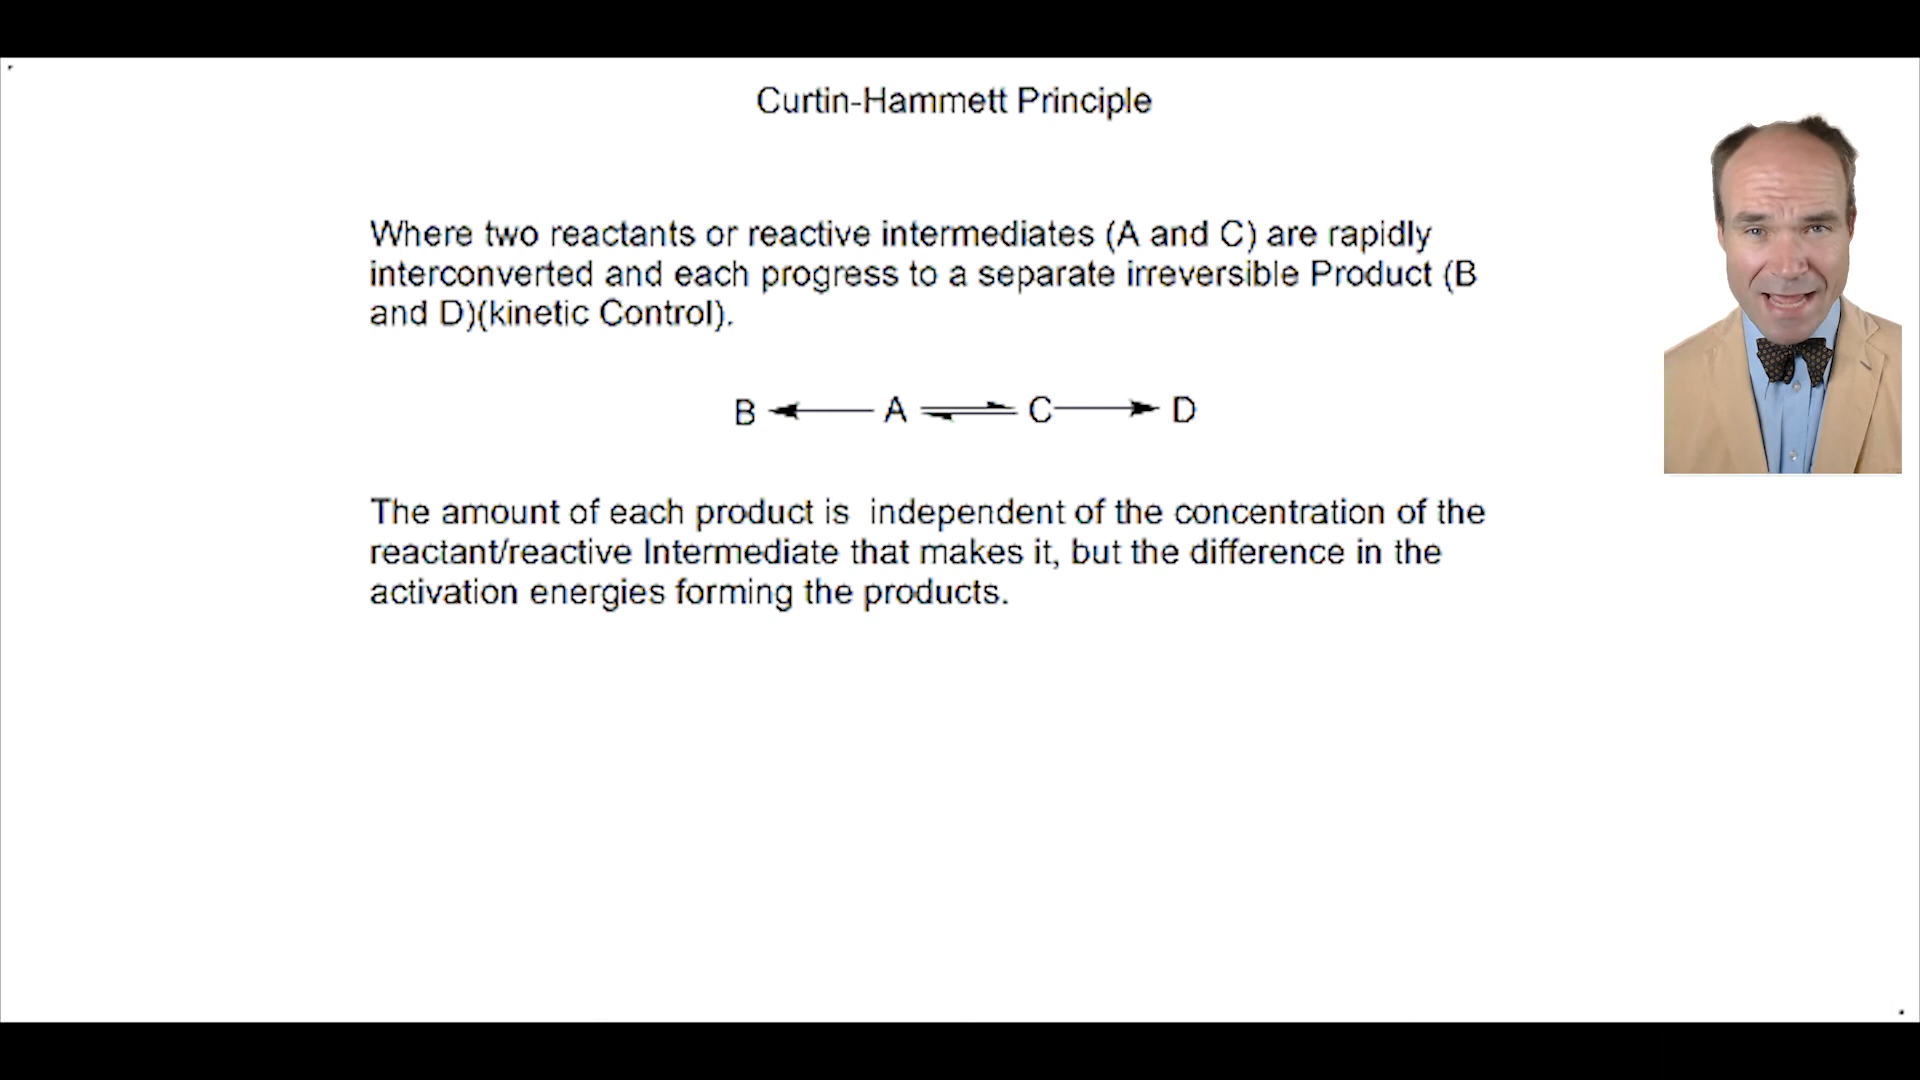 Curtin-Hammett Principle
Where two reactants or reactive intermediates (A and C) are rapidly
interconverted and each progress to a separate irreversible Product (B
and D)(kinetic Control).
B A C D
The amount of each product is independent of the concentration of the
reactant/reactive Intermediate that makes it, but the difference in the
activation energies forming the products.